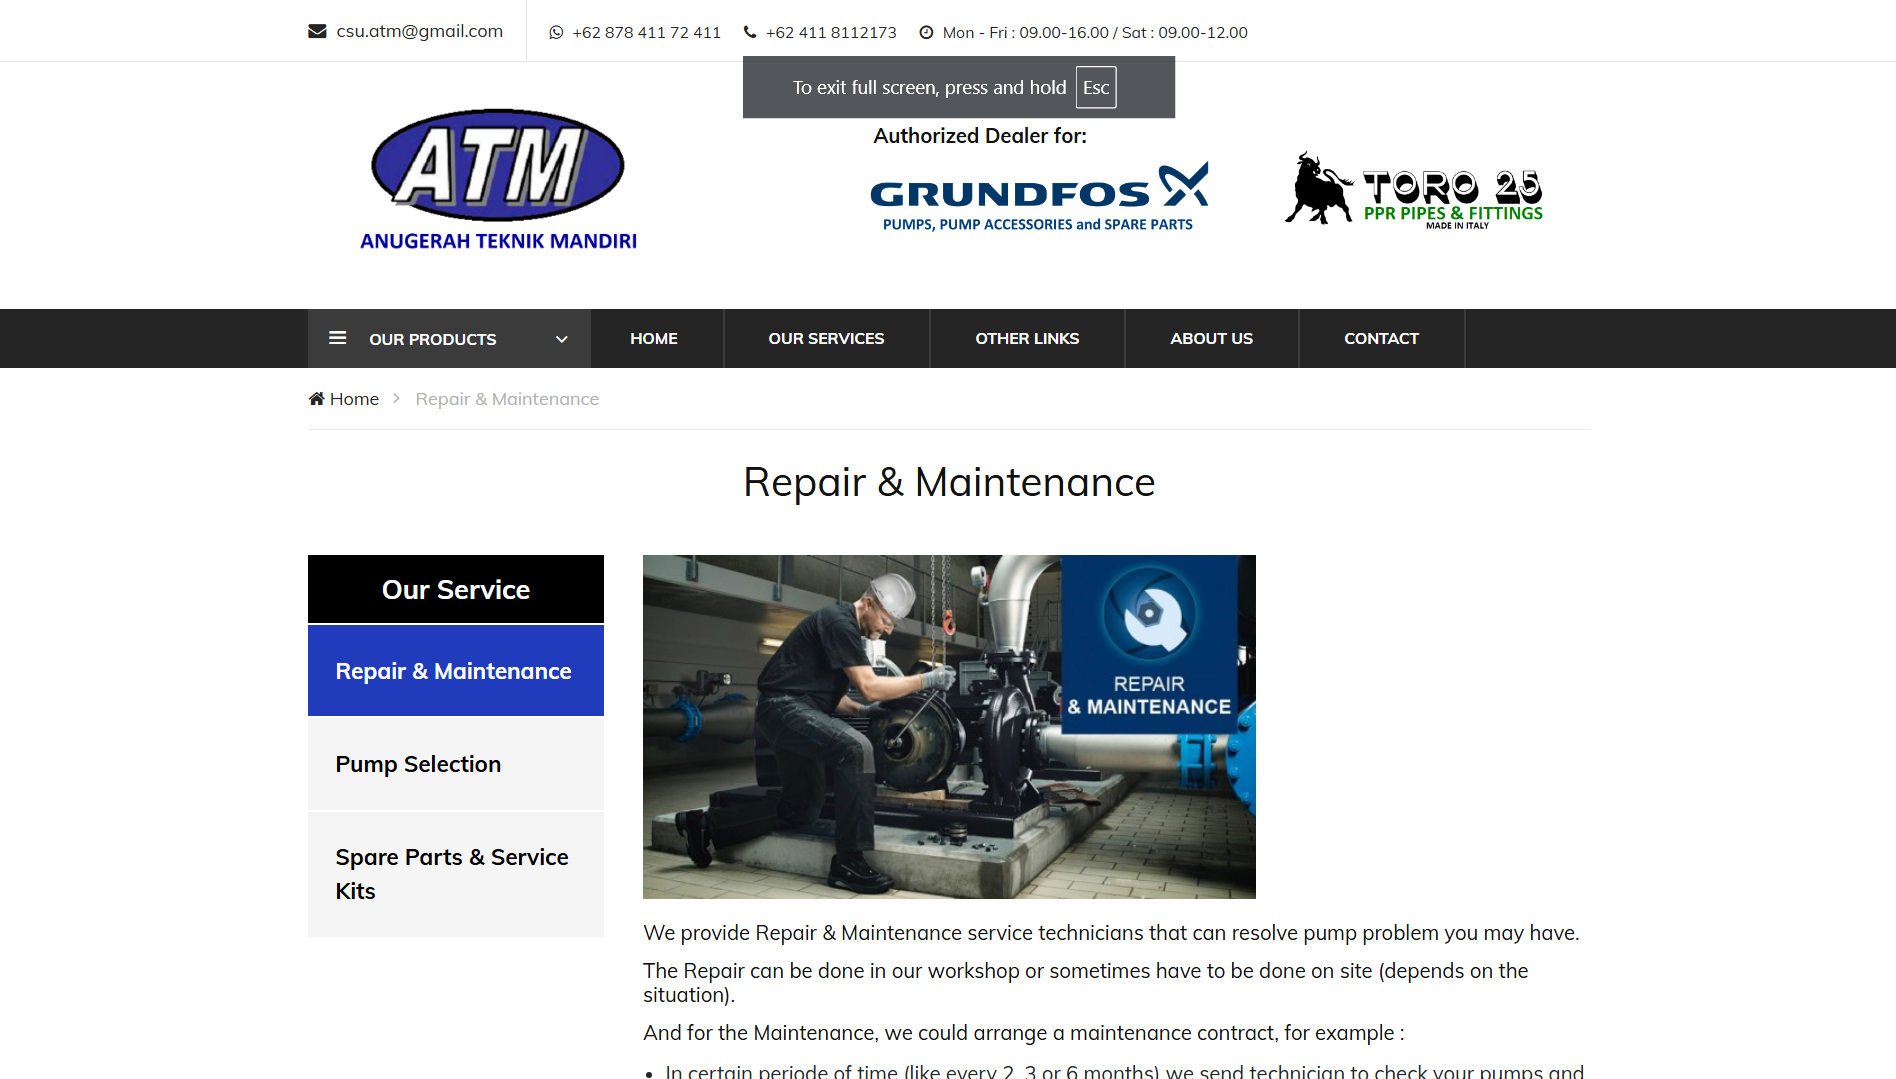 csu.atm@gmail.com
+62 878 411 72 411
+62 411 8112173
Mon - Fri : 09.00-16.00 / Sat : 09.00-12.00
To exit full screen, press and hold Esc
ATM
ANUGERAH TEKNIK MANDIRI
Authorized Dealer for:
GRUNDFOS
PUMPS, PUMP ACCESSORIES and SPARE PARTS
TORO 25
PPR PIPES & FITTINGS
MADE IN ITALY
OUR PRODUCTS
HOME
OUR SERVICES
OTHER LINKS
ABOUT US
CONTACT
Home
Repair & Maintenance
Repair & Maintenance
Our Service
Repair & Maintenance
Pump Selection
Spare Parts & Service
Kits
REPAIR
& MAINTENANCE
We provide Repair & Maintenance service technicians that can resolve pump problem you may have.
The Repair can be done in our workshop or sometimes have to be done on site (depends on the
situation).
And for the Maintenance, we could arrange a maintenance contract, for example :
• In certain periode of time (like every 2, 3 or 6 months) we send technician to check your pumps and